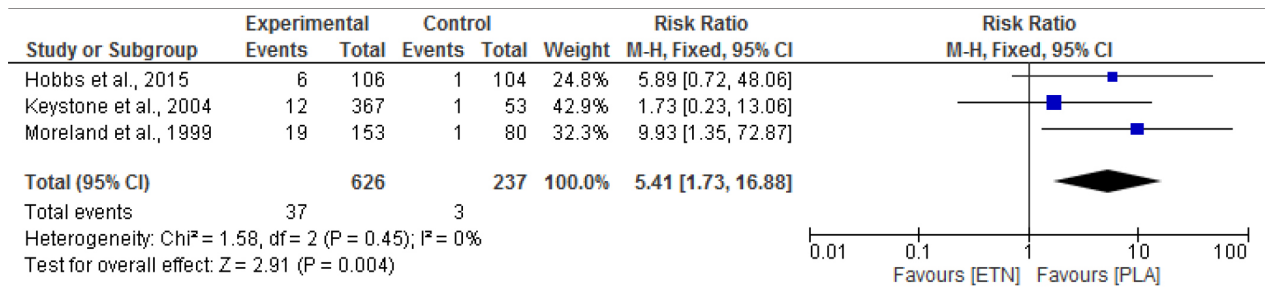 Experimental Control Risk Ratio Risk Ratio
Study or Subgroup Events Total Events Total Weight M-H, Fixed, 95% CI M-H, Fixed, 95% CI
Hobbs et al., 2015 6 106 1 104 24.8% 5.89 [0.72, 48.06]
Keystone et al., 2004 12 367 1 53 42.9% 1.73 [0.23, 13.06]
Moreland et al., 1999 19 153 1 80 32.3% 9.93 [1.35, 72.87]
Total (95% CI) 626 237 100.0% 5.41 [1.73, 16.88]
Total events 37 3
Heterogeneity: Chi² = 1.58, df = 2 (P = 0.45); I² = 0%
Test for overall effect: Z = 2.91 (P = 0.004)
0.01 0.1 1 10 100
Favours [ETN] Favours [PLA]